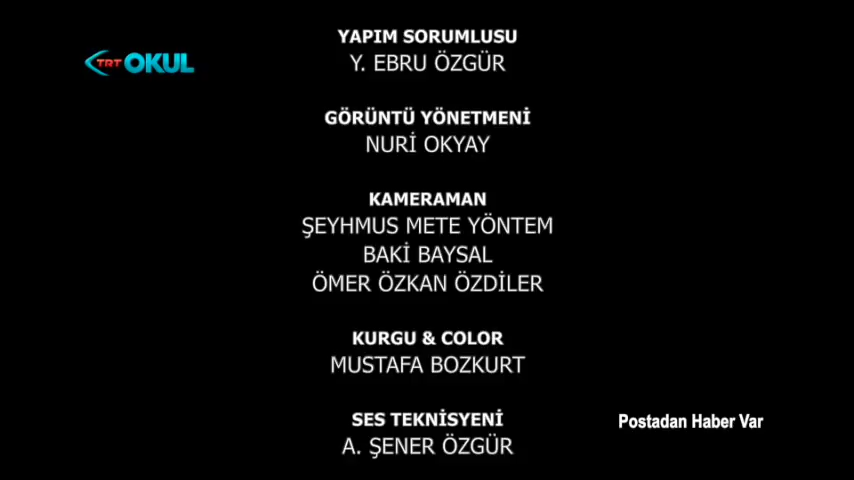 YAPIM SORUMLUSU
TRT OKUL
Y. EBRU ÖZGÜR
GÖRÜNTÜ YÖNETMENİ
NURİ OKYAY
KAMERAMAN
ŞEYHMUS METE YÖNTEM
BAKİ BAYSAL
ÖMER ÖZKAN ÖZDİLER
KURGU & COLOR
MUSTAFA BOZKURT
SES TEKNİSYENİ
Postadan Haber Var
A. ŞENER ÖZGÜR